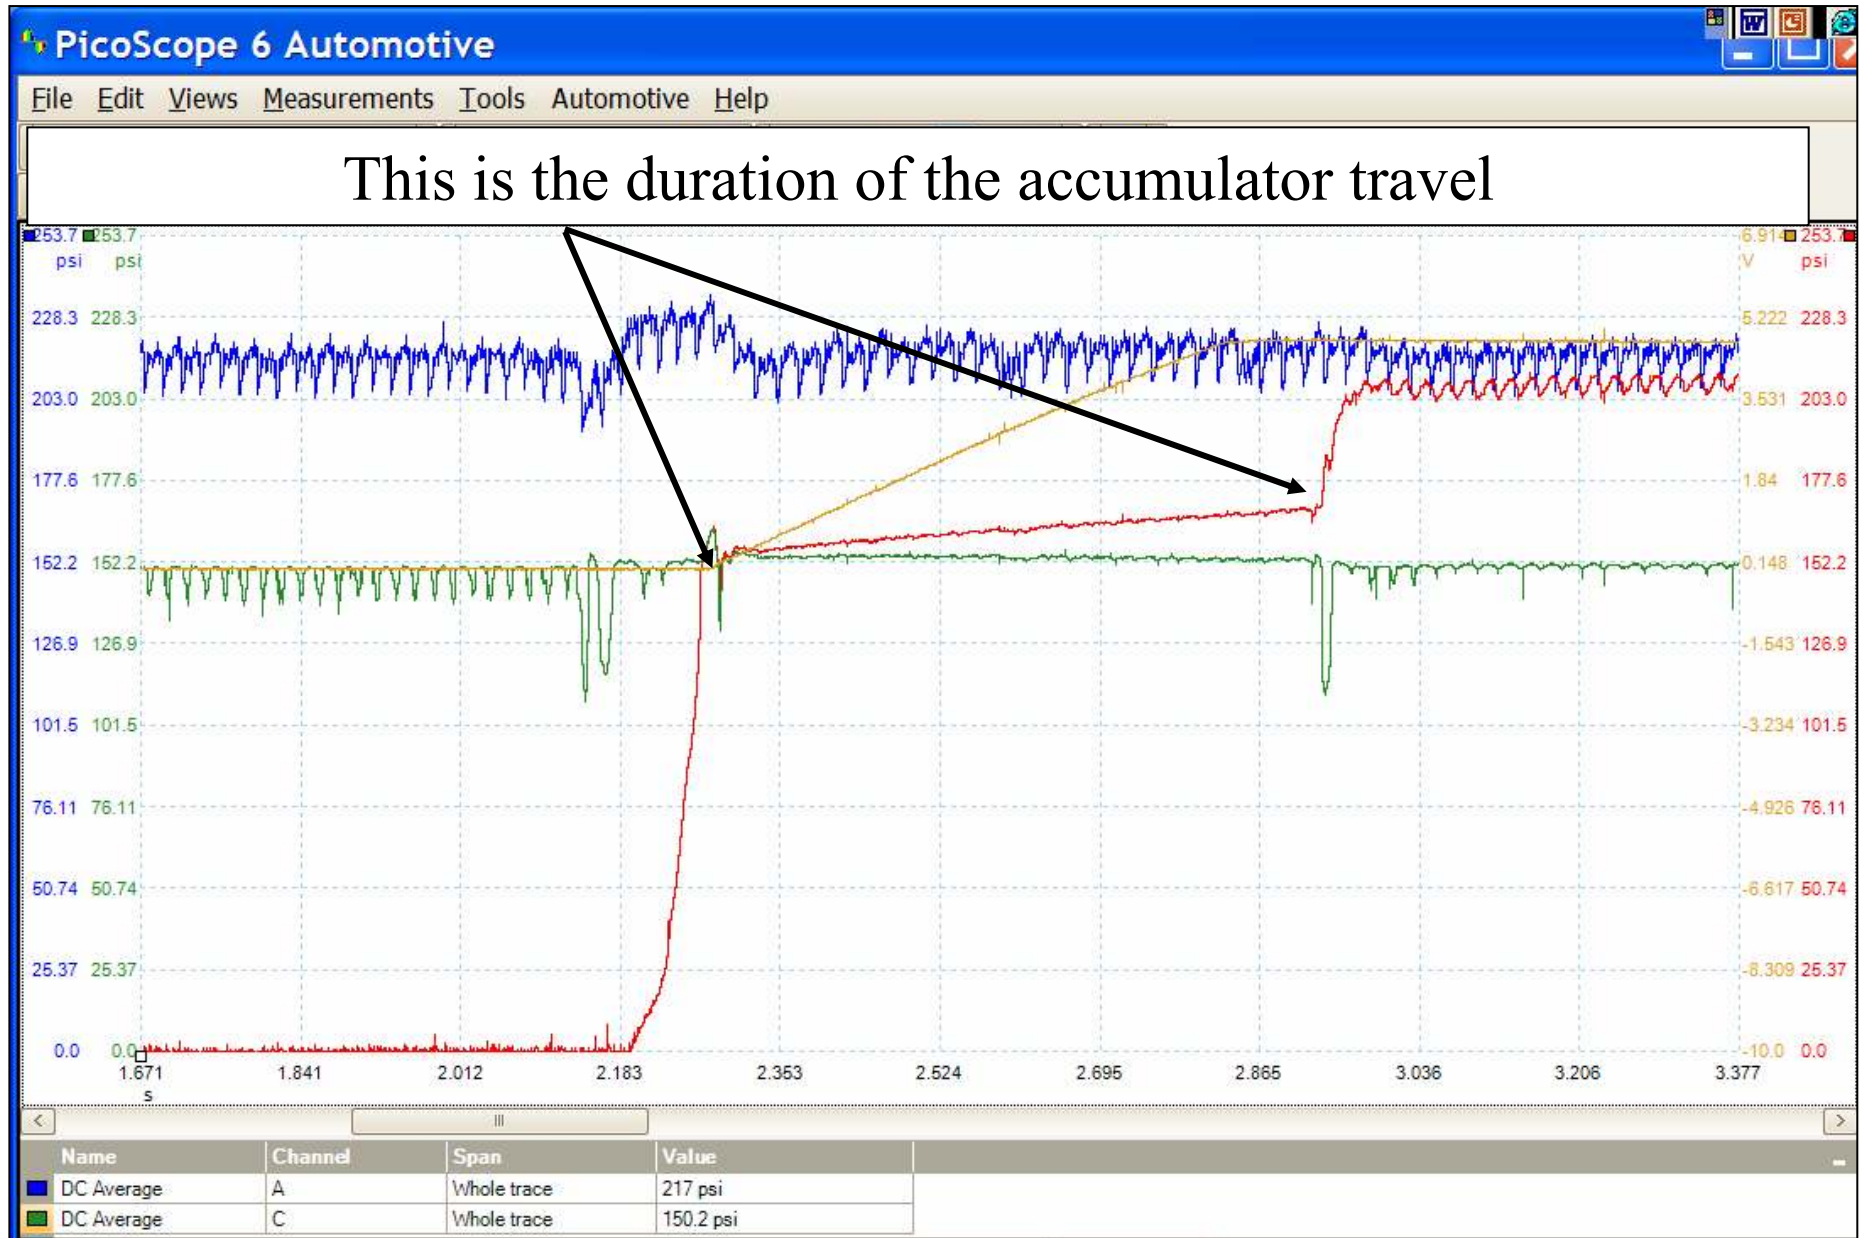 PicoScope 6 Automotive
File Edit Views Measurements Tools Automotive Help
This is the duration of the accumulator travel
253.7 253.7 6.914 253.7
psi psi V psi
228.3 228.3 5.222 228.3
203.0 203.0 3.531 203.0
177.6 177.6 1.84 177.6
152.2 152.2 0.148 152.2
126.9 126.9 -1.543 126.9
101.5 101.5 -3.234 101.5
76.11 76.11 -4.926 76.11
50.74 50.74 -6.617 50.74
25.37 25.37 -8.309 25.37
0.0 0.0 -10.0 0.0
1.671 1.841 2.012 2.183 2.353 2.524 2.695 2.865 3.036 3.206 3.377
s
Name Channel Span Value
DC Average A Whole trace 217 psi
DC Average C Whole trace 150.2 psi